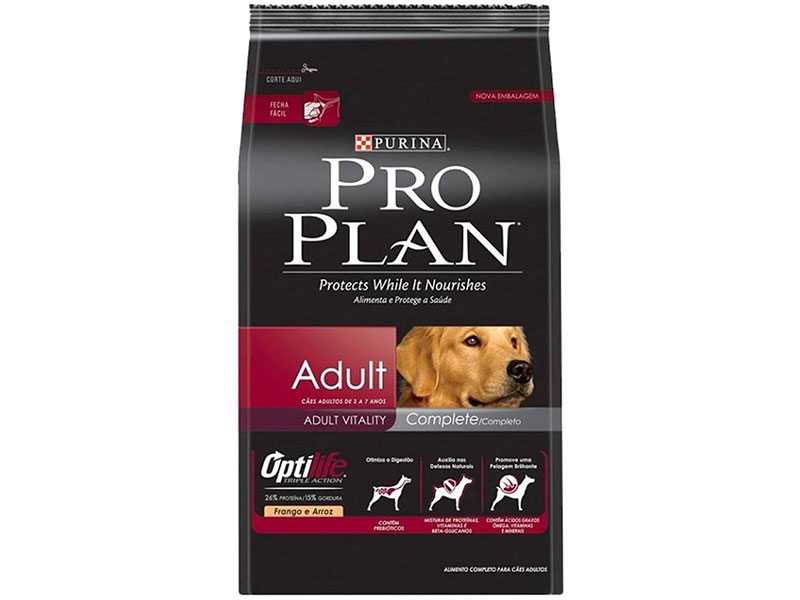 CORTE AQUI
FECHA
FÁCIL
NOVA EMBALAGEM
PURINA
PRO
PLAN
Protects While It Nourishes
Alimenta e Protege a Saúde
Adult
CÃES ADULTOS DE 2 A 7 ANOS
ADULT VITALITY
Complete/Completo
Optilife
TRIPLE ACTION
26% PROTEÍNA/15% GORDURA
Frango e Arroz
Otimiza a Digestão
CONTÉM
PREBIÓTICOS
Auxilia nas
Defesas Naturais
MISTURA DE PROTEÍNAS,
VITAMINAS E
BETA-GLUCANOS
Promove uma
Pelagem Brilhante
CONTÉM ÁCIDOS GRAXOS
ÔMEGA, VITAMINAS
E MINERAIS
ALIMENTO COMPLETO PARA CÃES ADULTOS